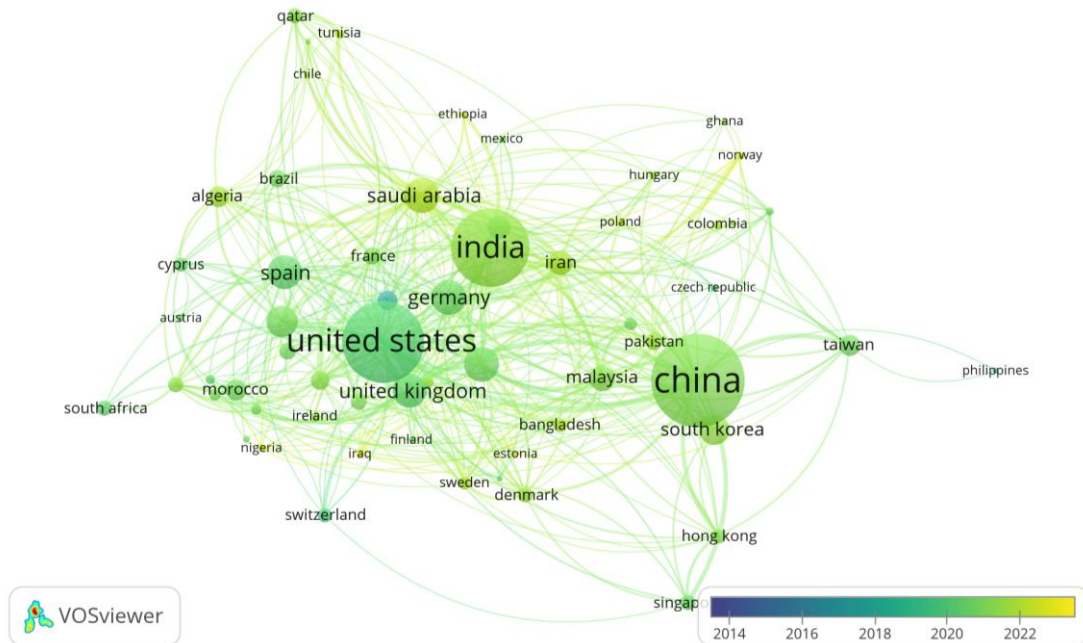 qatar
tunisia
chile
ethiopia
mexico
ghana
norway
hungary
brazil
algeria
saudi arabia
poland
colombia
india
france
iran
cyprus
spain
germany
czech republic
austria
united states
pakistan
taiwan
china
malaysia
philippines
morocco
united kingdom
south africa
ireland
bangladesh
south korea
finland
nigeria
iraq
estonia
sweden
denmark
switzerland
hong kong
singapo
VOSviewer
2014 2016 2018 2020 2022